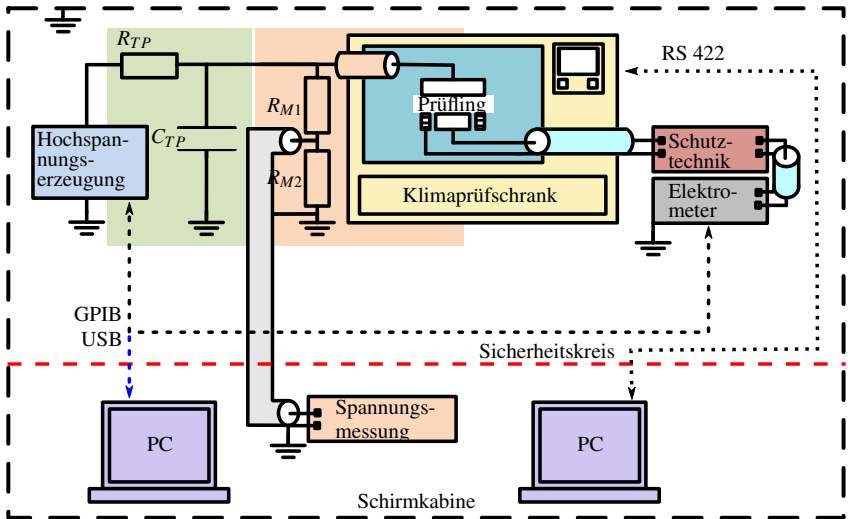 R_TP
RS 422
R_M1
Prüfling
Hochspan-
nungs-
erzeugung
C_TP
Schutz-
technik
R_M2
Klimaprüfschrank
Elektro-
meter
GPIB
USB
Sicherheitskreis
Spannungs-
messung
PC
PC
Schirmkabine